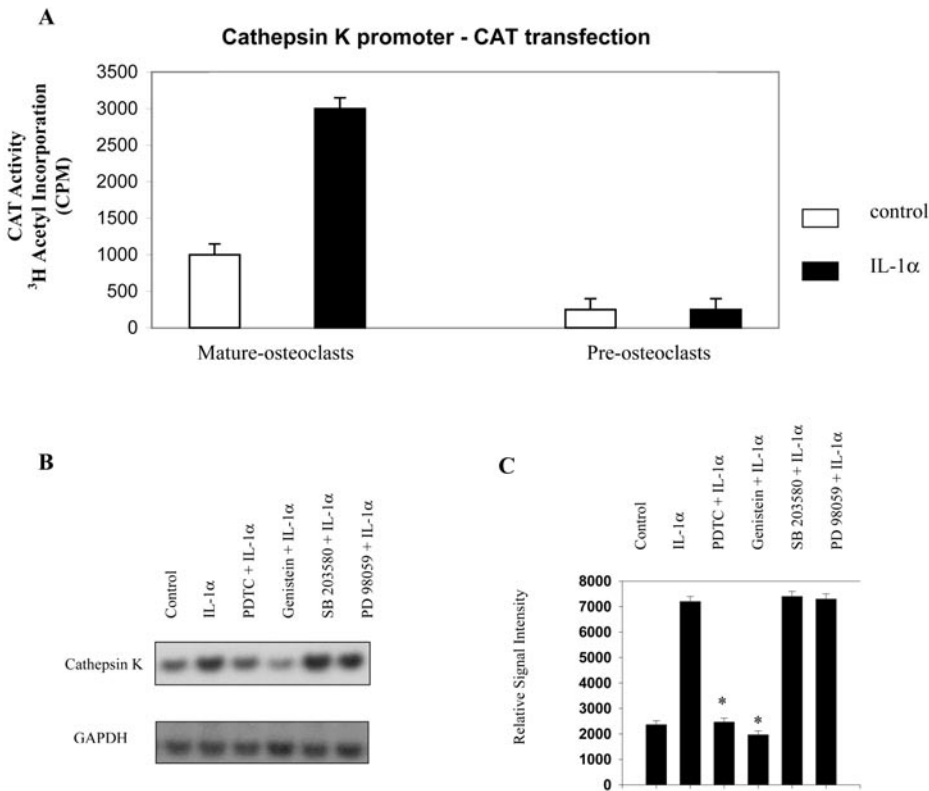 A
Cathepsin K promoter - CAT transfection
CAT Activity
³H Acetyl Incorporation
(CPM)
3500
3000
2500
2000
1500
1000
500
0
Mature-osteoclasts
Pre-osteoclasts
control
IL-1α
B
Control
IL-1α
PDTC + IL-1α
Genistein + IL-1α
SB 203580 + IL-1α
PD 98059 + IL-1α
Cathepsin K
GAPDH
C
Control
IL-1α
PDTC + IL-1α
Genistein + IL-1α
SB 203580 + IL-1α
PD 98059 + IL-1α
Relative Signal Intensity
8000
7000
6000
5000
4000
3000
2000
1000
0
*
*